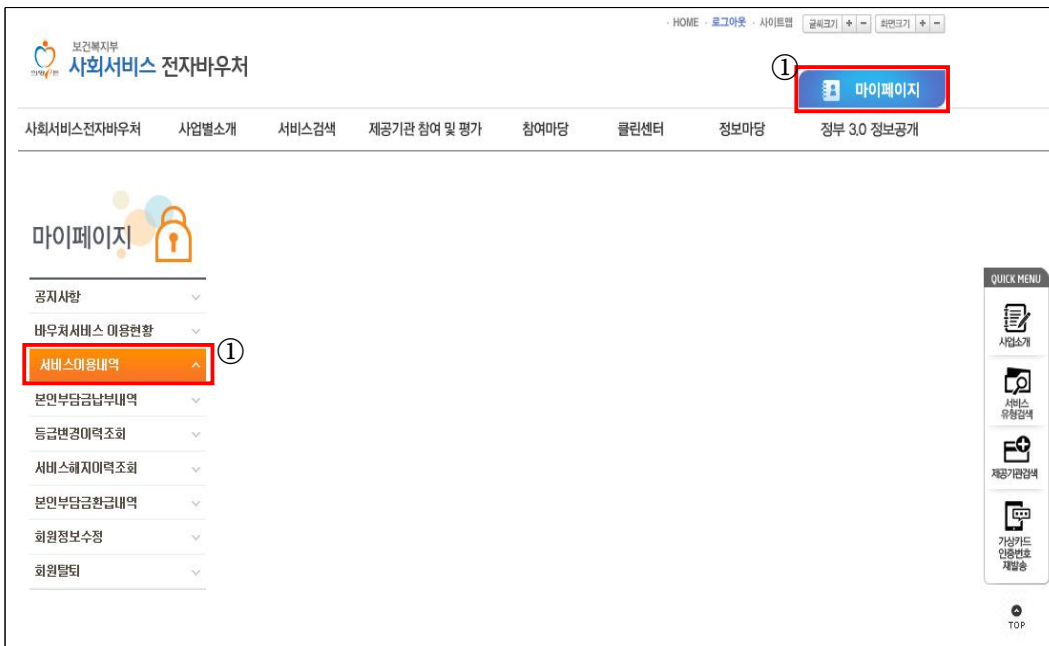 · HOME · 로그아웃 · 사이트맵 글씨크기 + - 화면크기 + -
보건복지부
사회서비스 전자바우처
①
마이페이지
사회서비스전자바우처 사업별소개 서비스검색 제공기관 참여 및 평가 참여마당 클린센터 정보마당 정부 3.0 정보공개
마이페이지
공지사항
바우처서비스 이용현황
서비스이용내역
①
본인부담금납부내역
등급변경이력조회
서비스해지이력조회
본인부담금환급내역
회원정보수정
회원탈퇴
QUICK MENU
사업소개
서비스
유형검색
제공기관검색
가상카드
인증번호
재발송
TOP